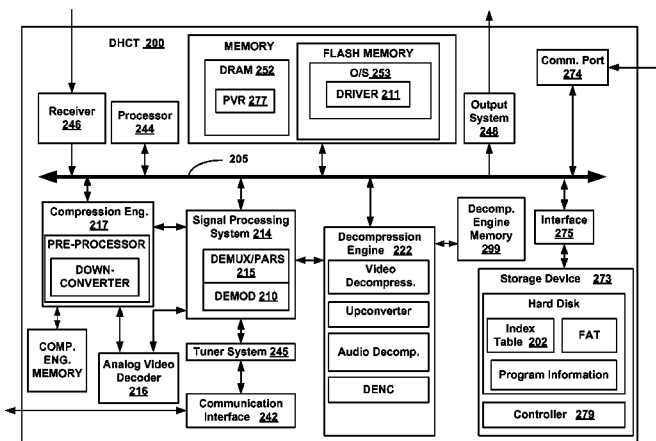 DHCT 200
MEMORY
DRAM 252
PVR 277
FLASH MEMORY
O/S 253
DRIVER 211
Comm. Port
274
Receiver
246
Processor
244
Output
System
248
205
Compression Eng.
217
PRE-PROCESSOR
DOWN-
CONVERTER
Signal Processing
System 214
DEMUX/PARS
215
DEMOD 210
Decompression
Engine 222
Video
Decompress.
Upconverter
Audio Decomp.
DENC
Decomp.
Engine
Memory
299
Interface
275
Storage Device 273
Hard Disk
Index
Table 202
FAT
Program Information
Controller 279
COMP.
ENG.
MEMORY
Analog Video
Decoder
216
Tuner System 245
Communication
Interface 242